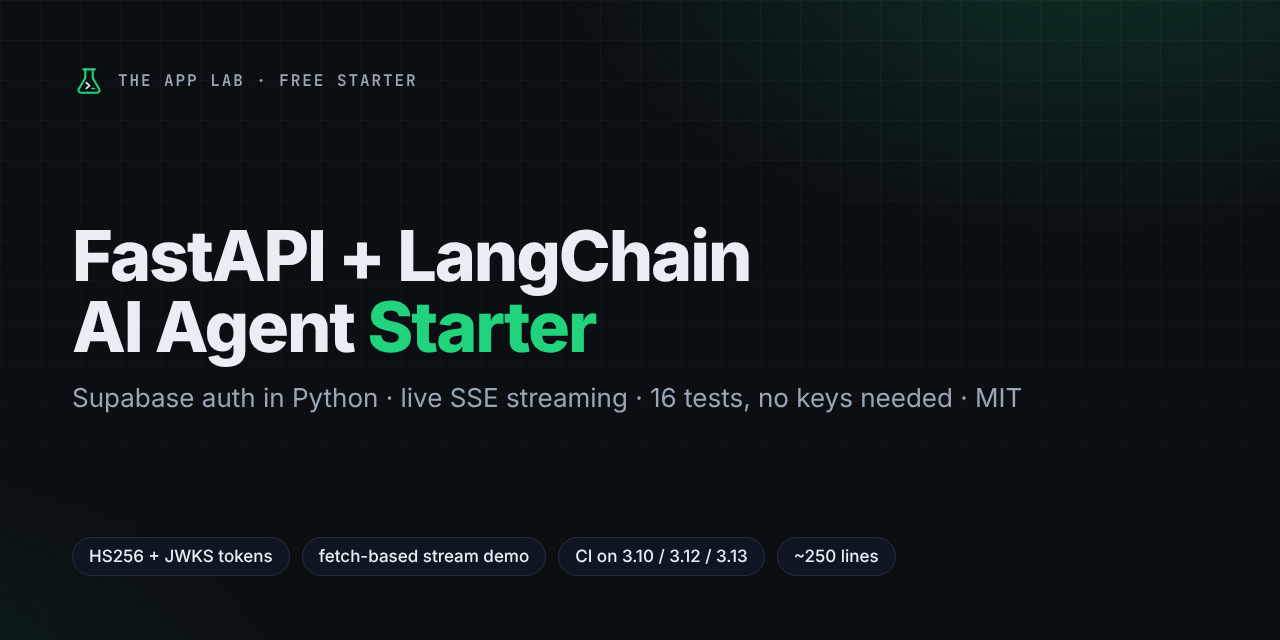 THE APP LAB · FREE STARTER
FastAPI + LangChain
AI Agent Starter
Supabase auth in Python · live SSE streaming · 16 tests, no keys needed · MIT
HS256 + JWKS tokens
fetch-based stream demo
CI on 3.10 / 3.12 / 3.13
~250 lines